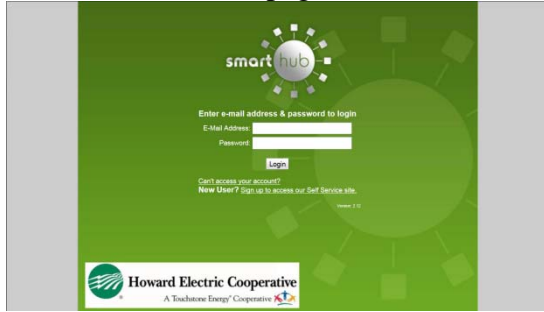 smart hub
Enter e-mail address & password to login
E-Mail Address:
Password:
Login
Can't access your account?
New User? Sign up to access our Self Service site.
Howard Electric Cooperative
A Touchstone Energy® Cooperative